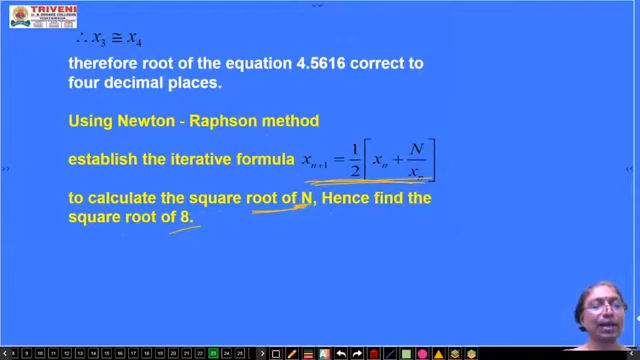 TRIVENI
∴ x₃ ≅ x₄
therefore root of the equation 4.5616 correct to
four decimal places.
Using Newton - Raphson method
establish the iterative formula xₙ₊₁ = 1/2 [xₙ + N/xₙ]
to calculate the square root of N, Hence find the
square root of 8.